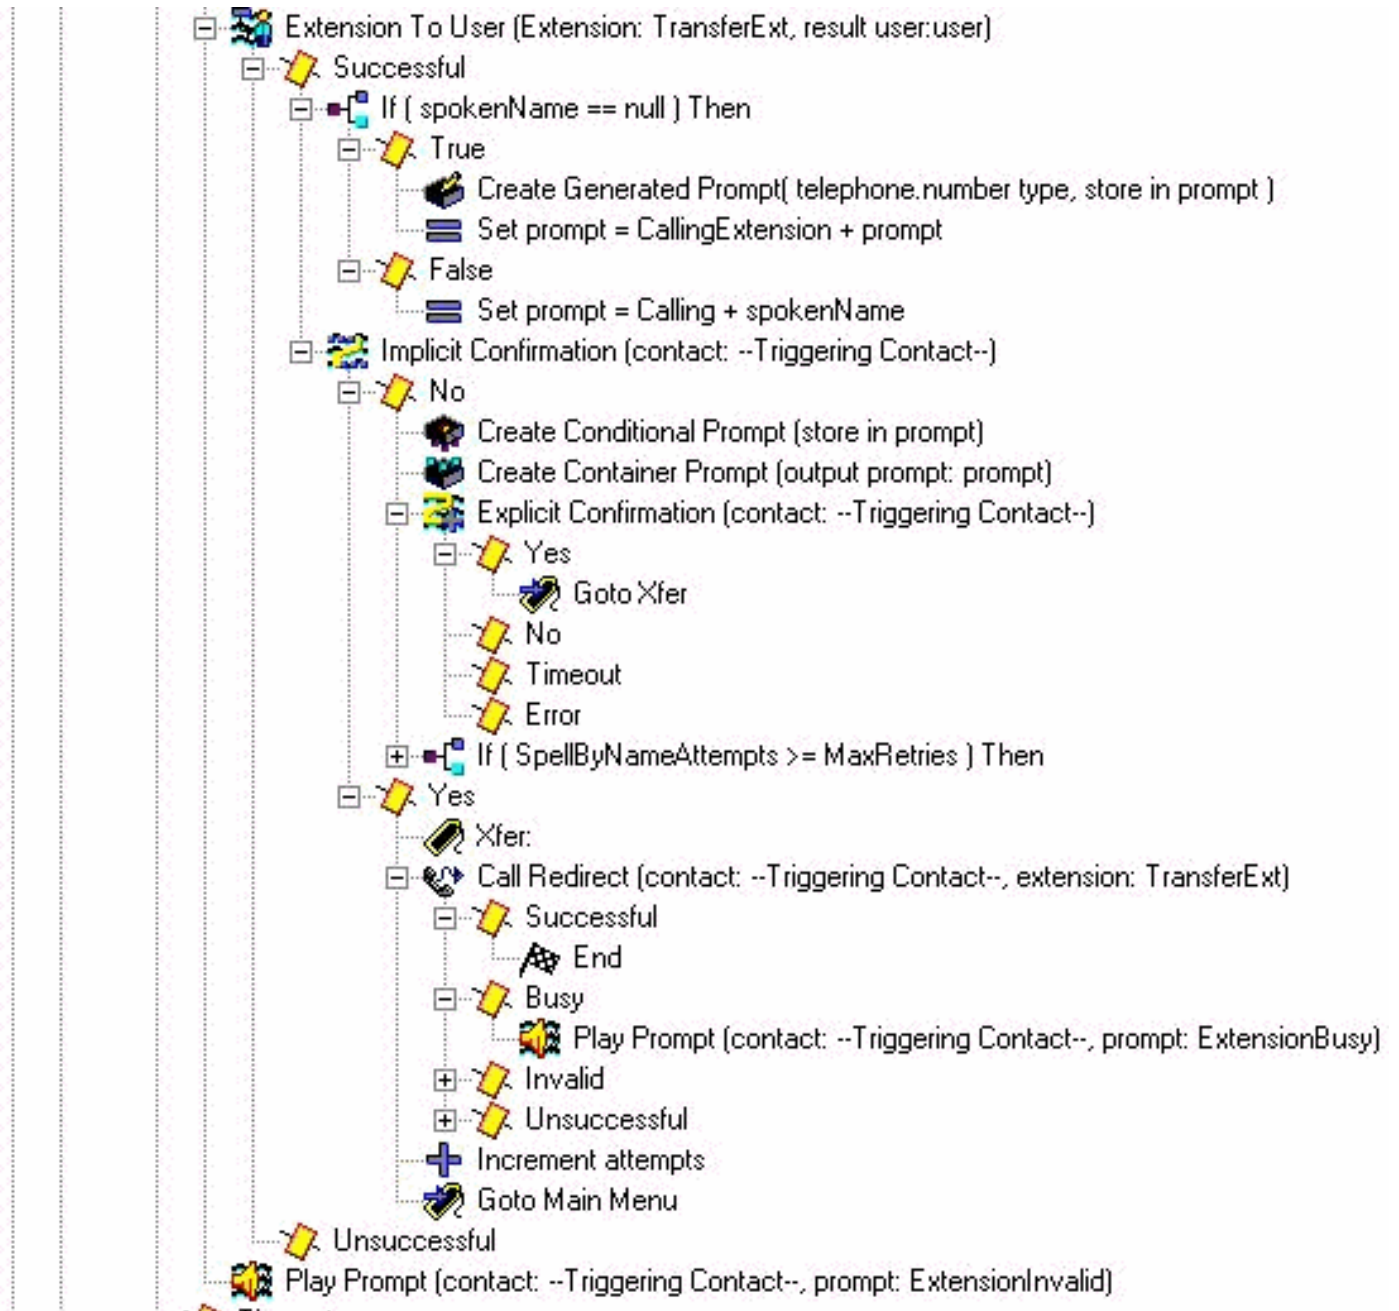 Extension To User (Extension: TransferExt, result user:user)
Successful
If ( spokenName == null ) Then
True
Create Generated Prompt( telephone.number type, store in prompt )
Set prompt = CallingExtension + prompt
False
Set prompt = Calling + spokenName
Implicit Confirmation (contact: --Triggering Contact--)
No
Create Conditional Prompt (store in prompt)
Create Container Prompt (output prompt: prompt)
Explicit Confirmation (contact: --Triggering Contact--)
Yes
Goto Xfer
No
Timeout
Error
If ( SpellByNameAttempts >= MaxRetries ) Then
Yes
Xfer:
Call Redirect (contact: --Triggering Contact--, extension: TransferExt)
Successful
End
Busy
Play Prompt (contact: --Triggering Contact--, prompt: ExtensionBusy)
Invalid
Unsuccessful
Increment attempts
Goto Main Menu
Unsuccessful
Play Prompt (contact: --Triggering Contact--, prompt: ExtensionInvalid)